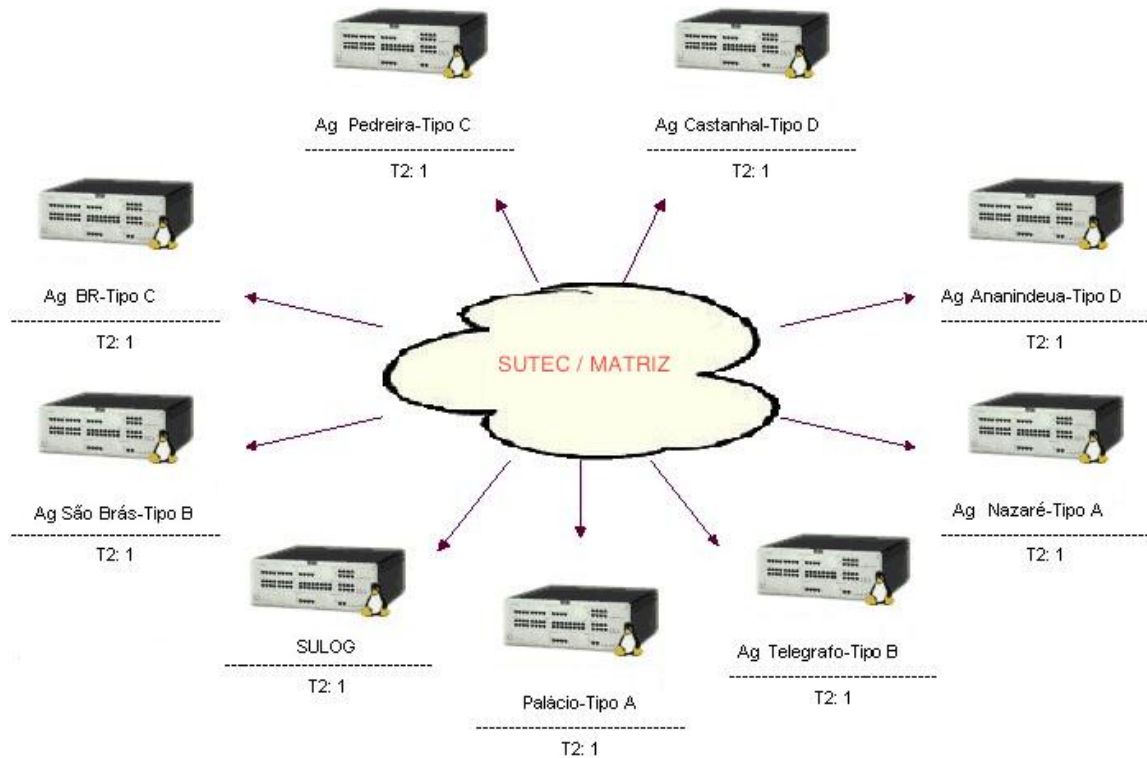 Ag Pedreira-Tipo C
T2: 1
Ag Castanhal-Tipo D
T2: 1
Ag BR-Tipo C
T2: 1
Ag Ananindeua-Tipo D
T2: 1
SUTEC / MATRIZ
Ag São Brás-Tipo B
T2: 1
Ag Nazaré-Tipo A
T2: 1
SULOG
T2: 1
Palácio-Tipo A
T2: 1
Ag Telegrafo-Tipo B
T2: 1